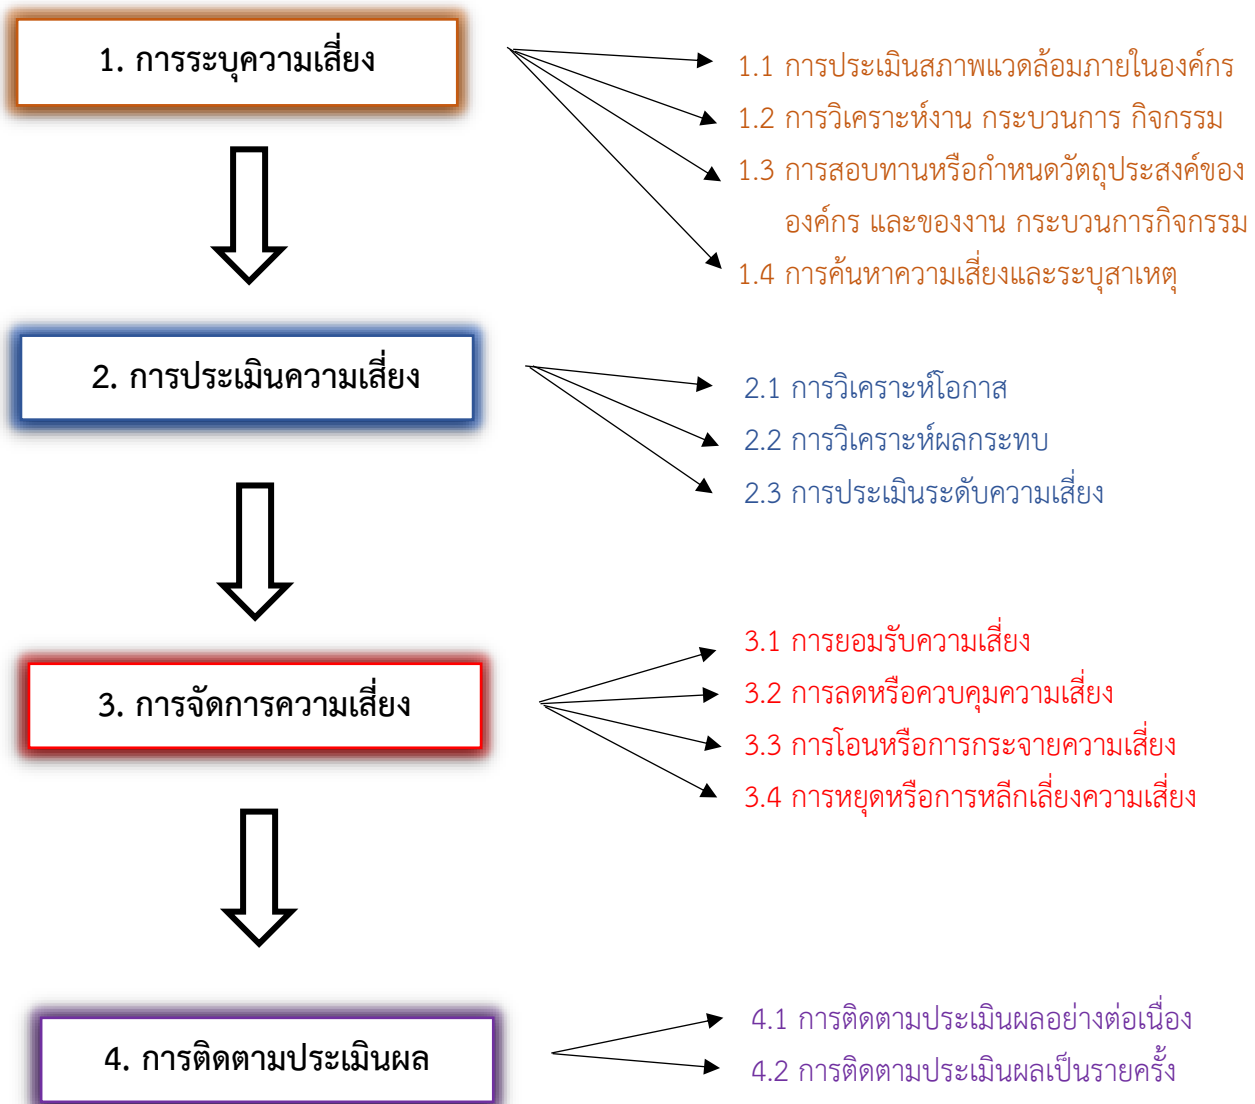 1. การระบุความเสี่ยง
1.1 การประเมินสภาพแวดล้อมภายในองค์กร
1.2 การวิเคราะห์งาน กระบวนการ กิจกรรม
1.3 การสอบทานหรือกำหนดวัตถุประสงค์ของ
องค์กร และของงาน กระบวนการกิจกรรม
1.4 การค้นหาความเสี่ยงและระบุสาเหตุ
2. การประเมินความเสี่ยง
2.1 การวิเคราะห์โอกาส
2.2 การวิเคราะห์ผลกระทบ
2.3 การประเมินระดับความเสี่ยง
3. การจัดการความเสี่ยง
3.1 การยอมรับความเสี่ยง
3.2 การลดหรือควบคุมความเสี่ยง
3.3 การโอนหรือการกระจายความเสี่ยง
3.4 การหยุดหรือการหลีกเลี่ยงความเสี่ยง
4. การติดตามประเมินผล
4.1 การติดตามประเมินผลอย่างต่อเนื่อง
4.2 การติดตามประเมินผลเป็นรายครั้ง